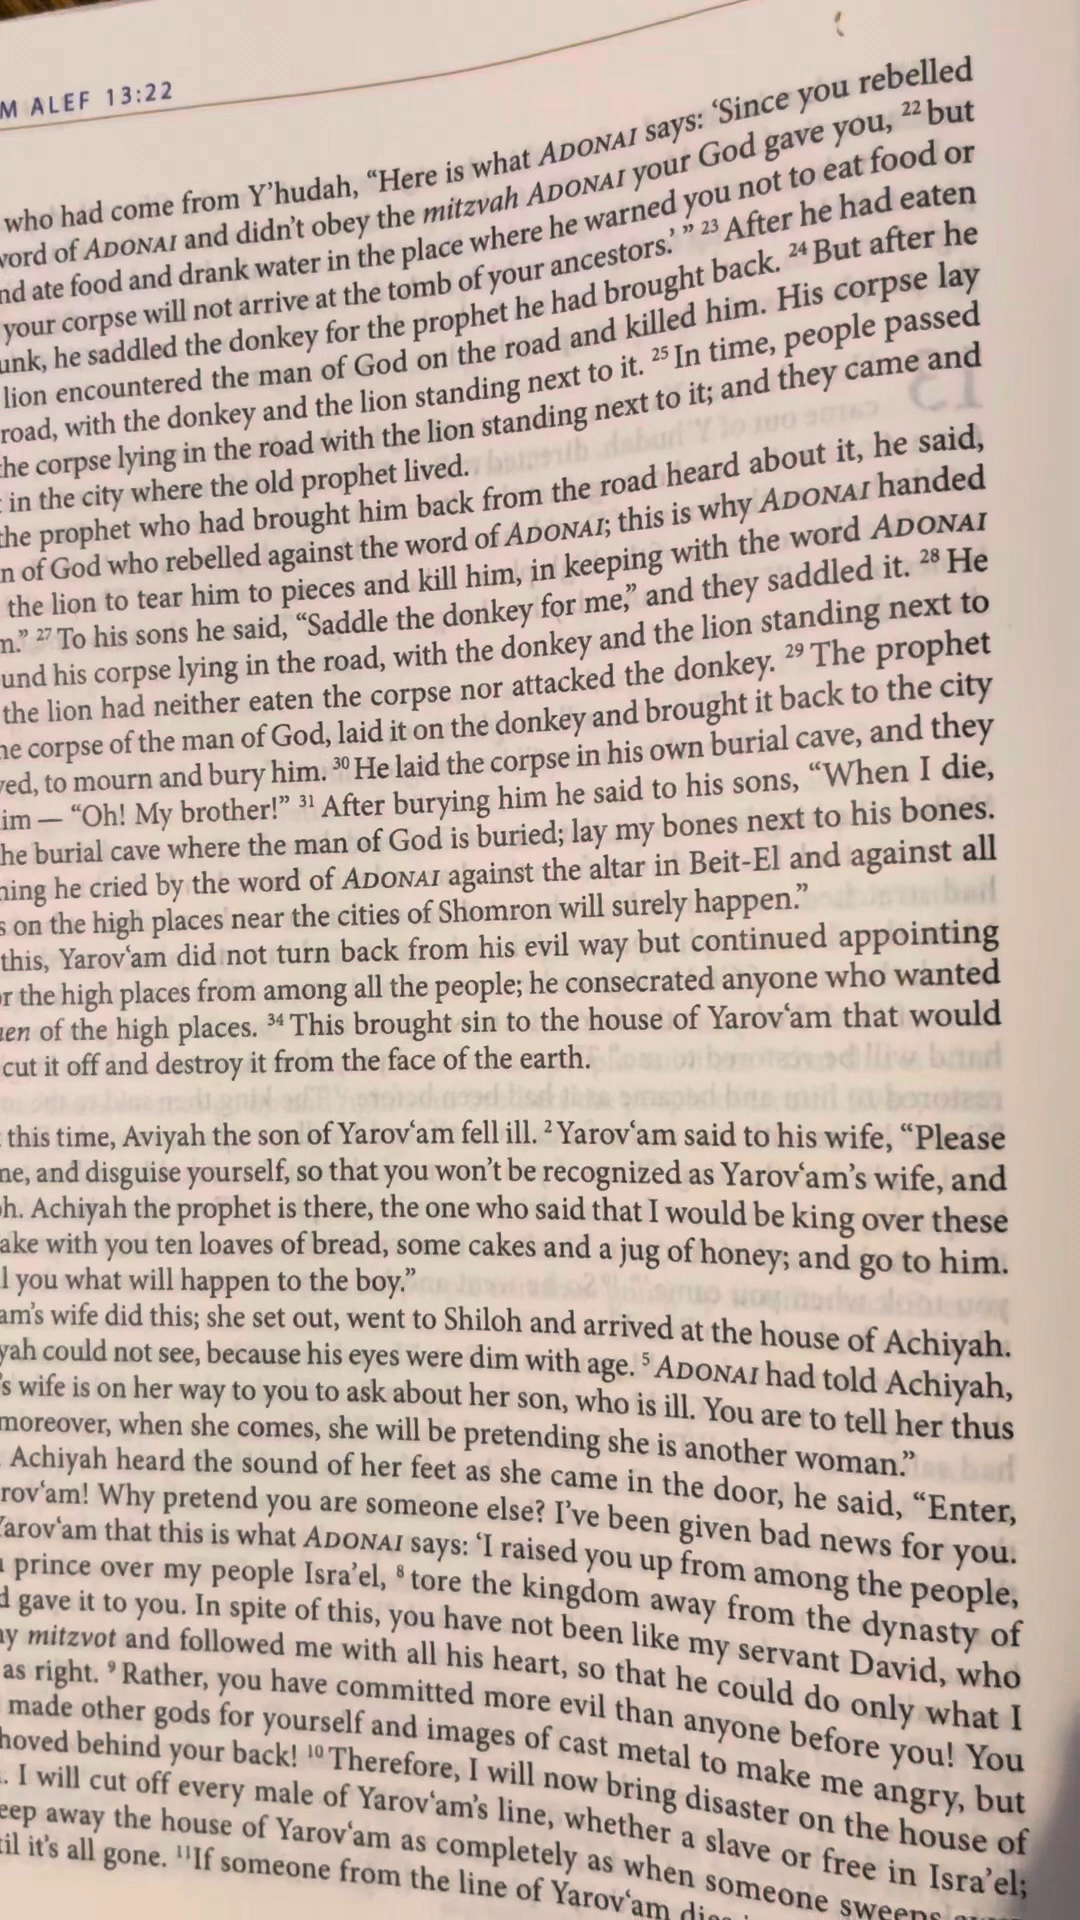 M ALEF 13:22
who had come from Y’hudah, “Here is what ADONAI says: ‘Since you rebelled
word of ADONAI and didn’t obey the mitzvah ADONAI your God gave you, 22 but
nd ate food and drank water in the place where he warned you not to eat food or
your corpse will not arrive at the tomb of your ancestors.’ ” 23 After he had eaten
unk, he saddled the donkey for the prophet he had brought back. 24 But after he
lion encountered the man of God on the road and killed him. His corpse lay
road, with the donkey and the lion standing next to it. 25 In time, people passed
he corpse lying in the road with the lion standing next to it; and they came and
in the city where the old prophet lived.
the prophet who had brought him back from the road heard about it, he said,
n of God who rebelled against the word of ADONAI; this is why ADONAI handed
the lion to tear him to pieces and kill him, in keeping with the word ADONAI
m.” 27 To his sons he said, “Saddle the donkey for me,” and they saddled it. 28 He
und his corpse lying in the road, with the donkey and the lion standing next to
the lion had neither eaten the corpse nor attacked the donkey. 29 The prophet
he corpse of the man of God, laid it on the donkey and brought it back to the city
ved, to mourn and bury him. 30 He laid the corpse in his own burial cave, and they
im — “Oh! My brother!” 31 After burying him he said to his sons, “When I die,
he burial cave where the man of God is buried; lay my bones next to his bones.
ning he cried by the word of ADONAI against the altar in Beit-El and against all
s on the high places near the cities of Shomron will surely happen.”
this, Yarov‘am did not turn back from his evil way but continued appointing
or the high places from among all the people; he consecrated anyone who wanted
en of the high places. 34 This brought sin to the house of Yarov‘am that would
cut it off and destroy it from the face of the earth.
this time, Aviyah the son of Yarov‘am fell ill. 2 Yarov‘am said to his wife, “Please
me, and disguise yourself, so that you won’t be recognized as Yarov‘am’s wife, and
oh. Achiyah the prophet is there, the one who said that I would be king over these
ake with you ten loaves of bread, some cakes and a jug of honey; and go to him.
l you what will happen to the boy.”
am’s wife did this; she set out, went to Shiloh and arrived at the house of Achiyah.
yah could not see, because his eyes were dim with age. 5 ADONAI had told Achiyah,
’s wife is on her way to you to ask about her son, who is ill. You are to tell her thus
moreover, when she comes, she will be pretending she is another woman.”
Achiyah heard the sound of her feet as she came in the door, he said, “Enter,
rov‘am! Why pretend you are someone else? I’ve been given bad news for you.
Yarov‘am that this is what ADONAI says: ‘I raised you up from among the people,
prince over my people Isra’el, 8 tore the kingdom away from the dynasty of
d gave it to you. In spite of this, you have not been like my servant David, who
y mitzvot and followed me with all his heart, so that he could do only what I
as right. 9 Rather, you have committed more evil than anyone before you! You
made other gods for yourself and images of cast metal to make me angry, but
hoved behind your back! 10 Therefore, I will now bring disaster on the house of
. I will cut off every male of Yarov‘am’s line, whether a slave or free in Isra’el;
eep away the house of Yarov‘am as completely as when someone sweeps
til it’s all gone. 11 If someone from the line of Yarov‘am